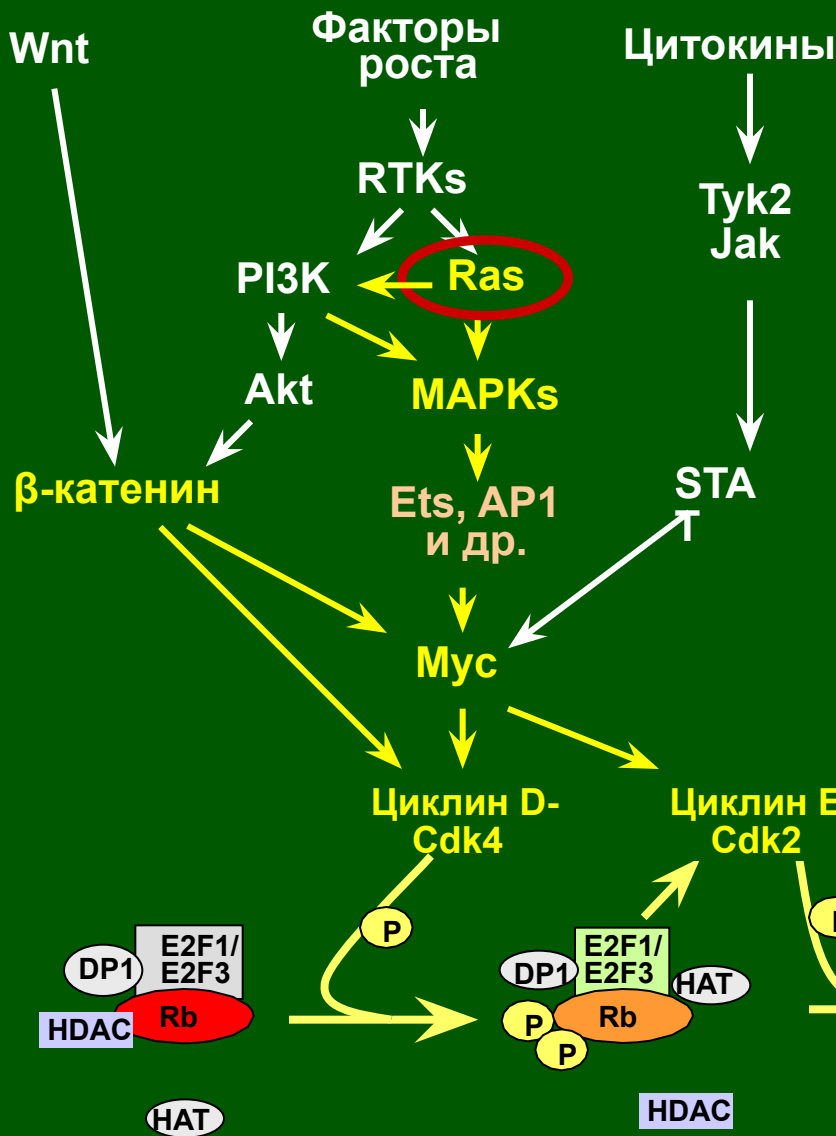 Wnt
Факторы
роста
Цитокины
RTKs
Tyk2
Jak
PI3K
Ras
Akt
MAPKs
β-катенин
Ets, AP1
и др.
STA
T
Myc
Циклин D-
Cdk4
Циклин E
Cdk2
P
E2F1/
E2F3
DP1
Rb
HDAC
HAT
E2F1/
E2F3
DP1
HAT
Rb
P
P
HDAC